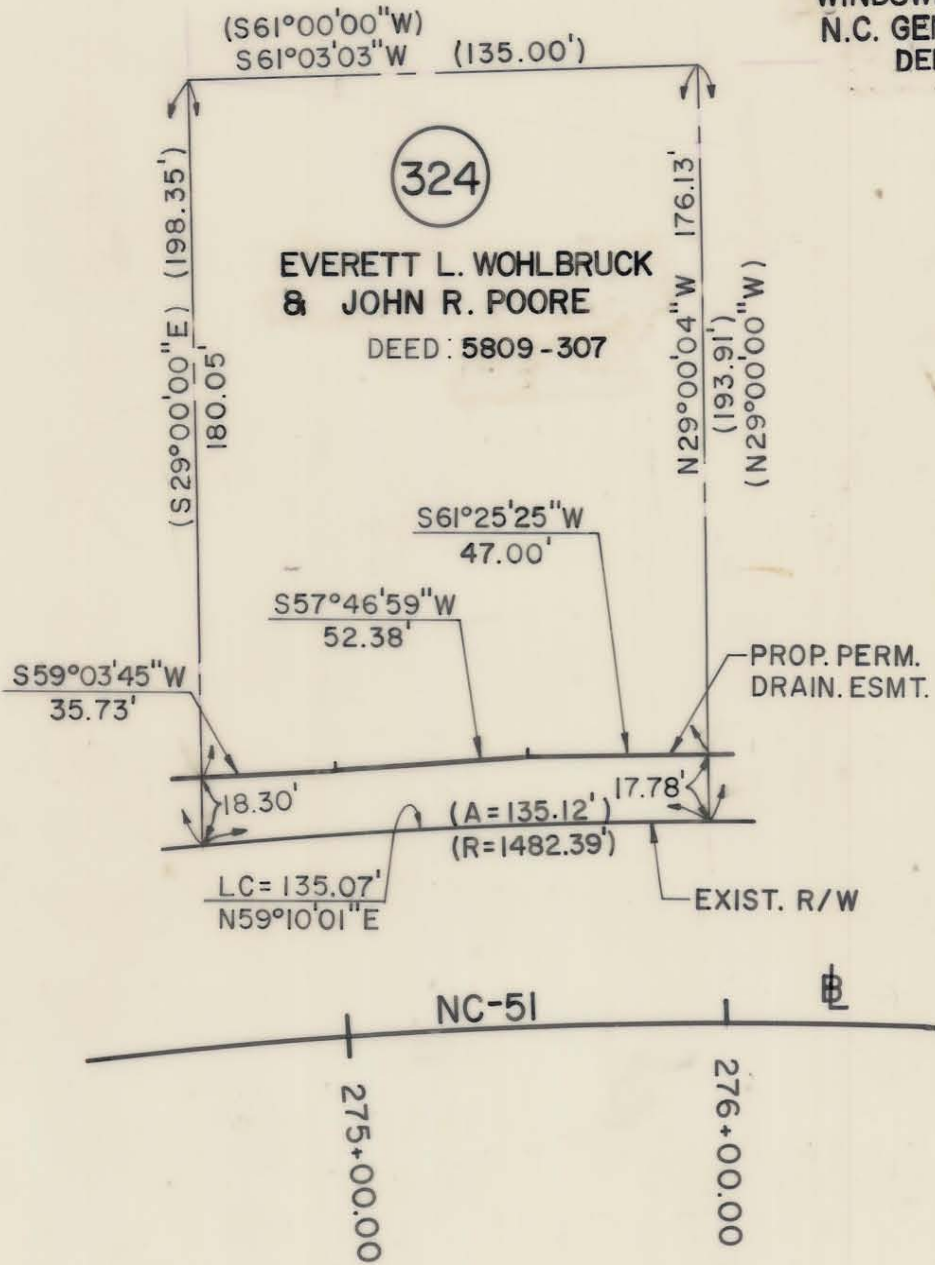 WINDOW
N.C. GE
DE
(S61°00'00"W)
S61°03'03"W (135.00')
324
EVERETT L. WOHLBRUCK
& JOHN R. POORE
DEED: 5809-307
(S29°00'00"E) (198.35')
180.05'
N29°00'04"W 176.13'
(193.91')
(N29°00'00"W)
S61°25'25"W
47.00'
S57°46'59"W
52.38'
S59°03'45"W
35.73'
PROP. PERM.
DRAIN. ESMT.
18.30'
17.78'
(A=135.12')
(R=1482.39')
LC=135.07'
N59°10'01"E
EXIST. R/W
NC-51
BL
275+00.00
276+00.00